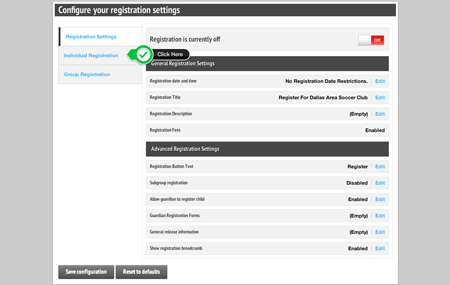 Configure your registration settings
Registration Settings
Individual Registration
Group Registration
Click Here
Registration is currently off
Off
General Registration Settings
Registration date and time No Registration Date Restrictions. Edit
Registration Title Register For Dallas Area Soccer Club Edit
Registration Description (Empty) Edit
Registration Fees Enabled
Advanced Registration Settings
Registration Button Text Register Edit
Subgroup registration Disabled Edit
Allow guardian to register child Enabled Edit
Guardian Registration Forms (Empty) Edit
General release information (Empty) Edit
Show registration breadcrumb Enabled Edit
Save configuration Reset to defaults